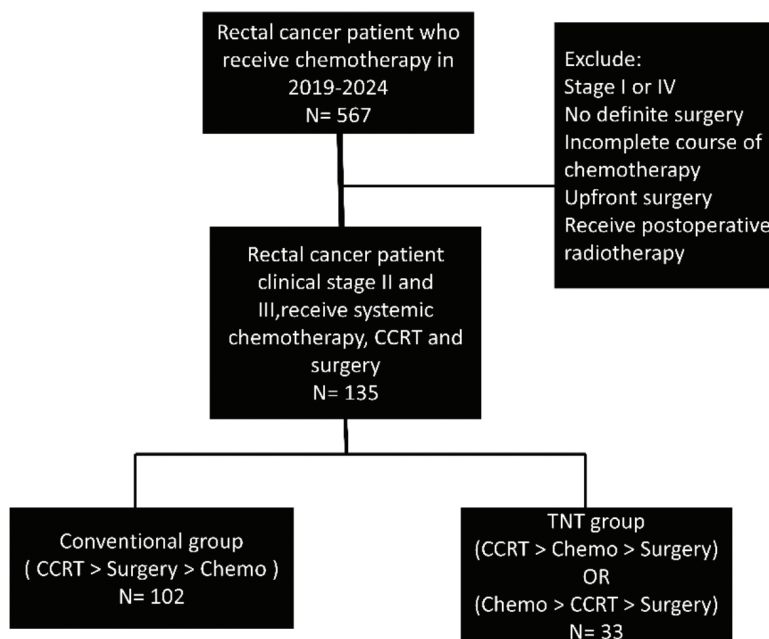 Rectal cancer patient who
receive chemotherapy in
2019-2024
N= 567
Exclude:
Stage I or IV
No definite surgery
Incomplete course of
chemotherapy
Upfront surgery
Receive postoperative
radiotherapy
Rectal cancer patient
clinical stage II and
III,receive systemic
chemotherapy, CCRT and
surgery
N= 135
Conventional group
( CCRT > Surgery > Chemo )
N= 102
TNT group
(CCRT > Chemo > Surgery)
OR
(Chemo > CCRT > Surgery)
N= 33